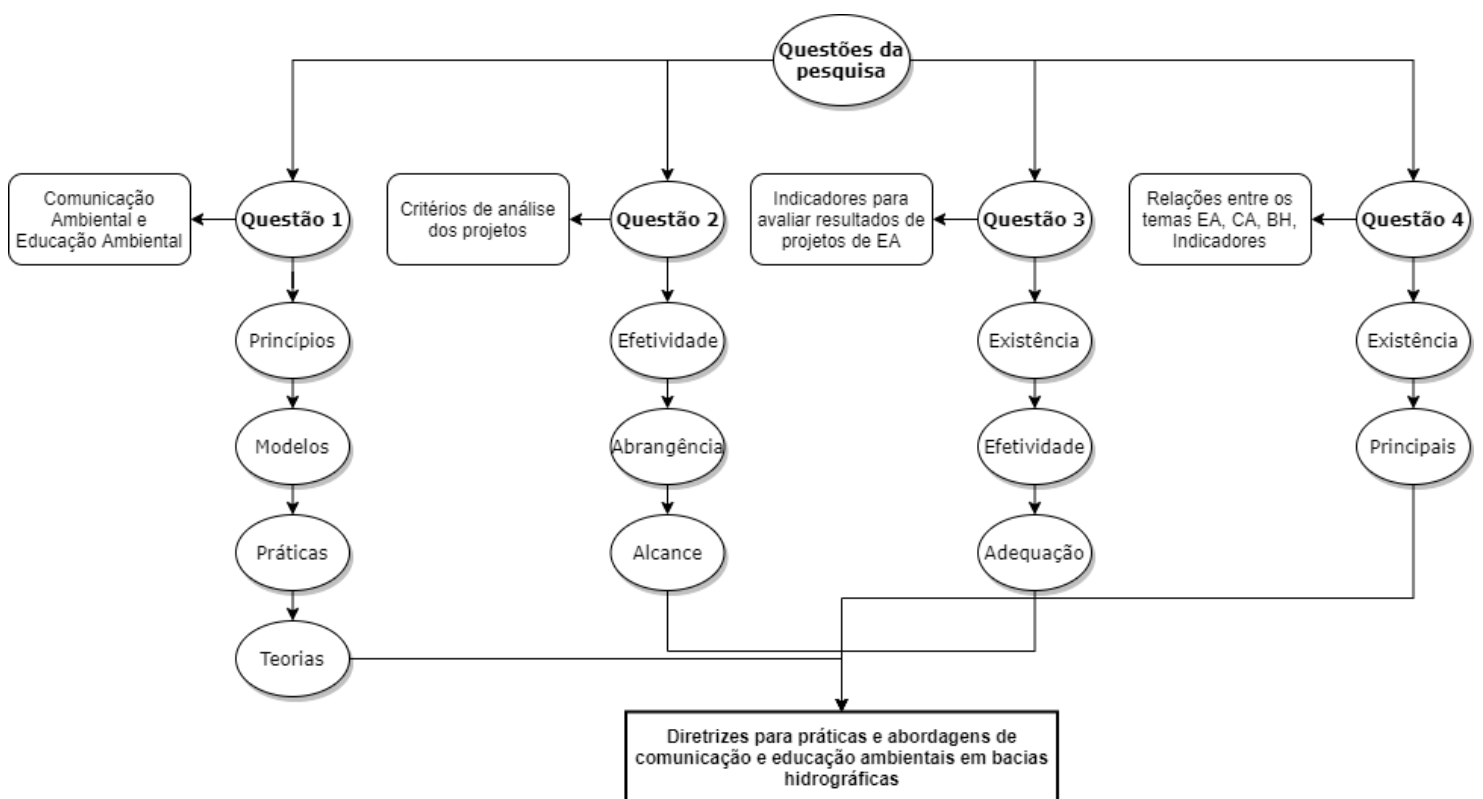 Questões da
pesquisa
Comunicação
Ambiental e
Educação Ambiental
Questão 1
Critérios de análise
dos projetos
Questão 2
Indicadores para
avaliar resultados de
projetos de EA
Questão 3
Relações entre os
temas EA, CA, BH,
Indicadores
Questão 4
Princípios
Efetividade
Existência
Existência
Modelos
Abrangência
Efetividade
Principais
Práticas
Alcance
Adequação
Teorias
Diretrizes para práticas e abordagens de
comunicação e educação ambientais em bacias
hidrográficas